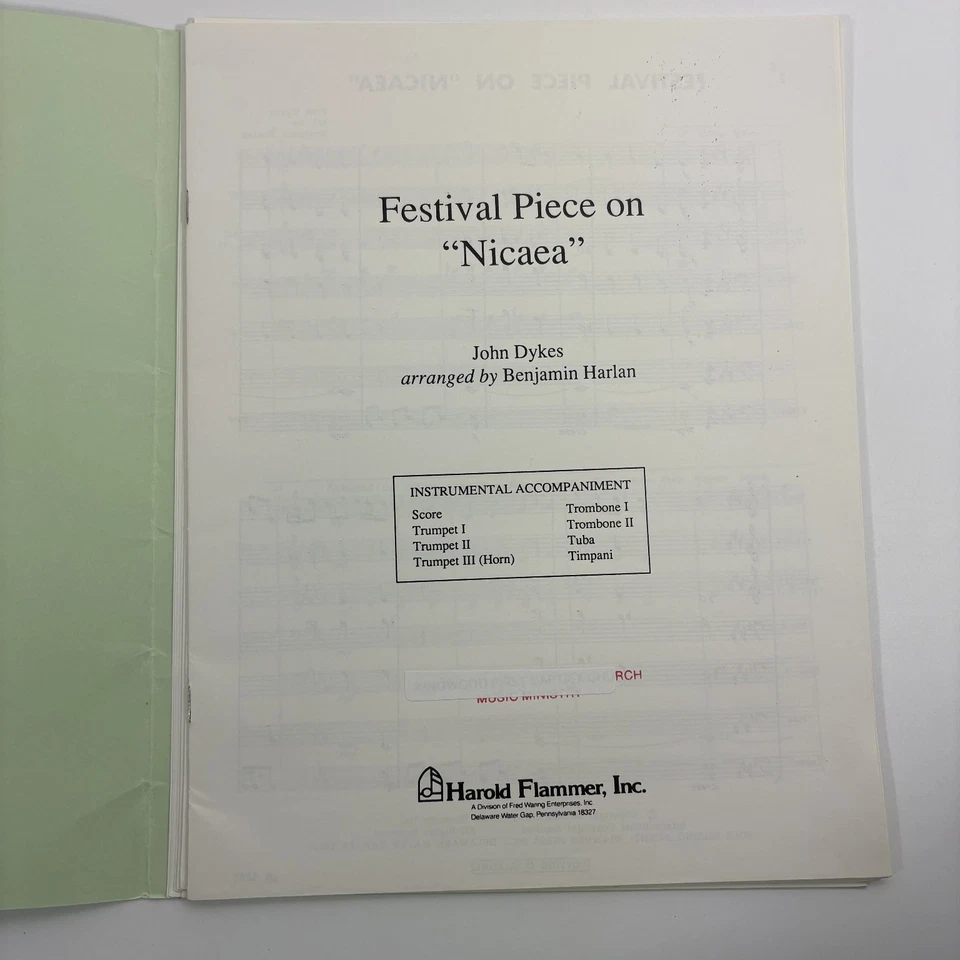 Festival Piece on
“Nicaea”
John Dykes
arranged by Benjamin Harlan
INSTRUMENTAL ACCOMPANIMENT
Score
Trumpet I
Trumpet II
Trumpet III (Horn)
Trombone I
Trombone II
Tuba
Timpani
RCH
MUSIC MINISTRY
Harold Flammer, Inc.
A Division of Fred Waring Enterprises, Inc
Delaware Water Gap, Pennsylvania 18327